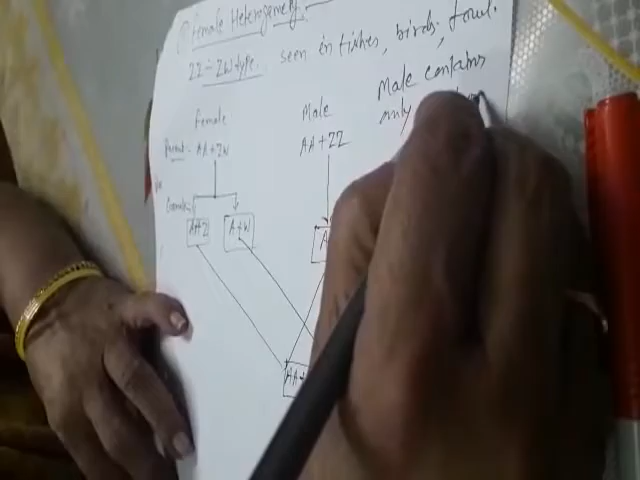 Female Heterogamety.
ZZ - ZW type. seen in fishes, birds, fowl.
Male contains
only
Female Male
Parent - AA + ZW AA + ZZ
AA+Z A+W